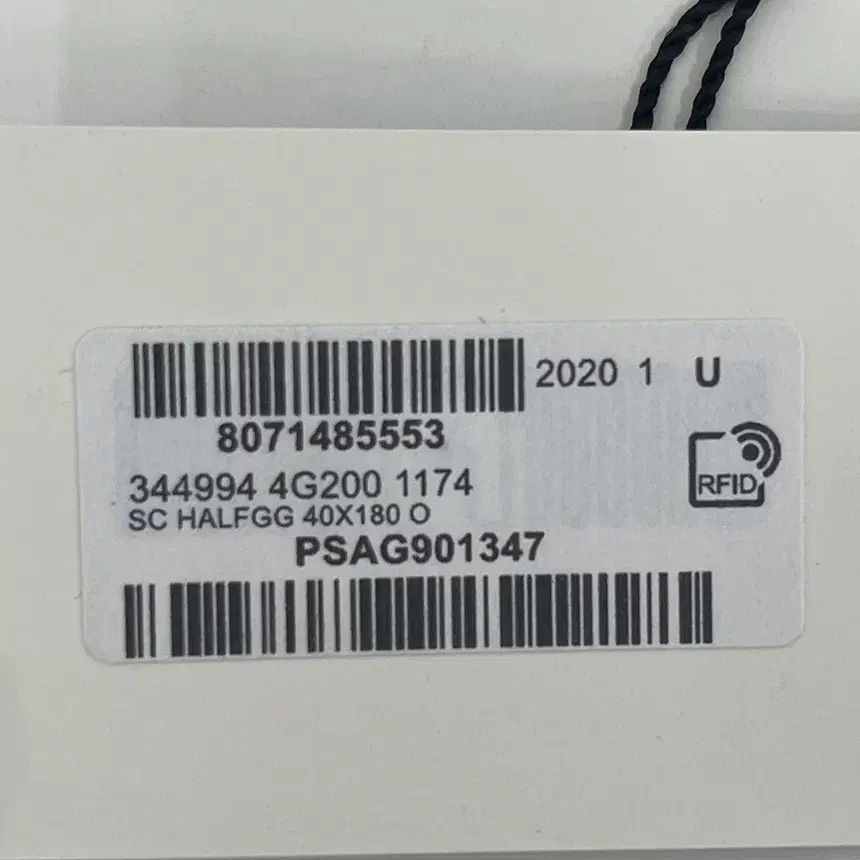 2020 1 U
8071485553
RFID
344994 4G200 1174
SC HALFGG 40X180 O
PSAG901347